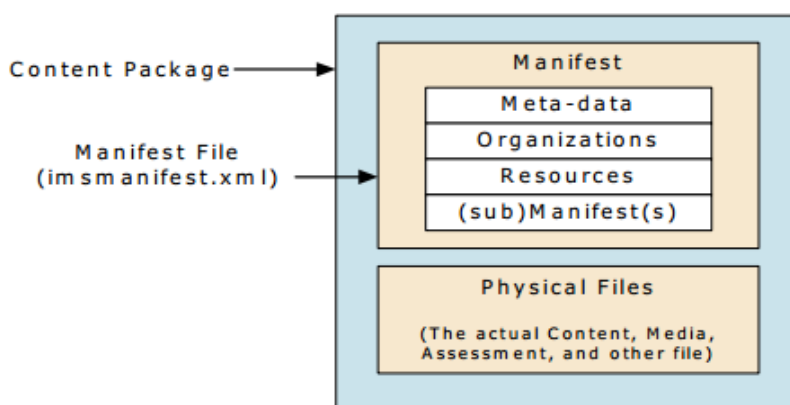 Content Package
Manifest File
(imsmanifest.xml)
Manifest
Meta-data
Organizations
Resources
(sub)Manifest(s)
Physical Files
(The actual Content, Media,
Assessment, and other file)